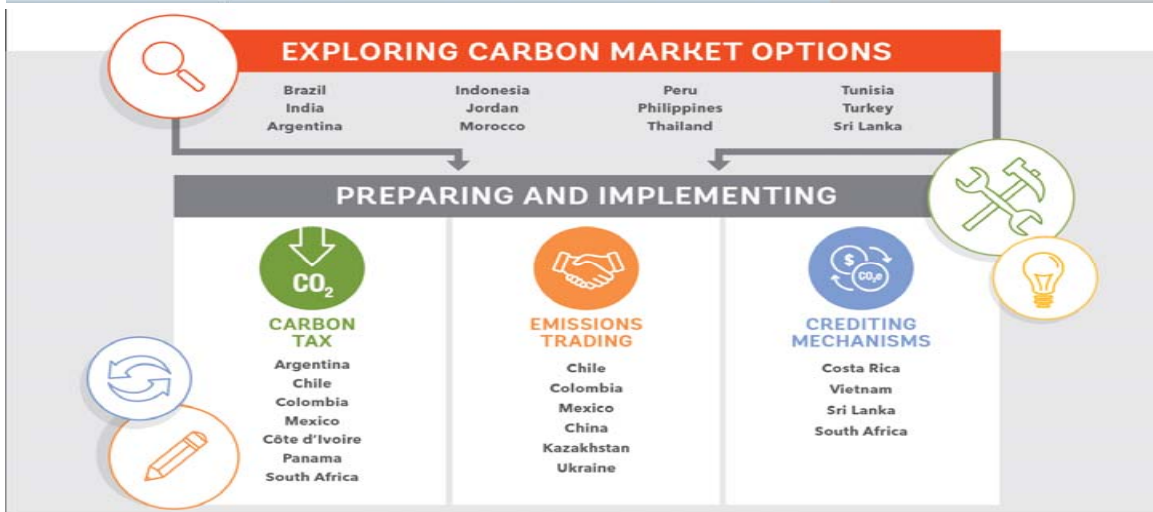 EXPLORING CARBON MARKET OPTIONS
Brazil
India
Argentina
Indonesia
Jordan
Morocco
Peru
Philippines
Thailand
Tunisia
Turkey
Sri Lanka
PREPARING AND IMPLEMENTING
CO2
CARBON
TAX
Argentina
Chile
Colombia
Mexico
Côte d'Ivoire
Panama
South Africa
EMISSIONS
TRADING
Chile
Colombia
Mexico
China
Kazakhstan
Ukraine
$
CO2e
CREDITING
MECHANISMS
Costa Rica
Vietnam
Sri Lanka
South Africa